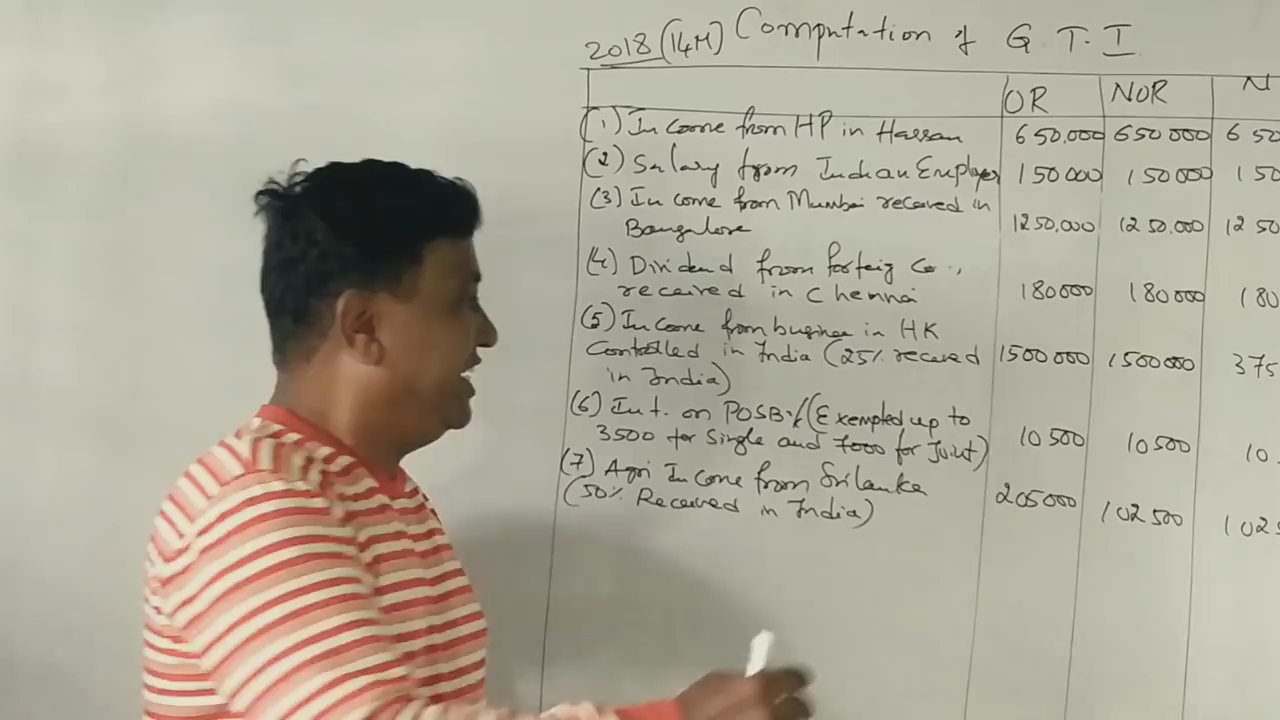 2018 (14M) Computation of G.T.I
OR NOR N
(1) Income from HP in Hassan 650,000 650000 650
(2) Salary from Indian Employer 150000 150000 150
(3) Income from Mumbai received in
Bangalore 1250,000 1250,000 1250
(4) Dividend from forteig Co.,
received in Chennai 180000 180000 180
(5) Income from business in HK
Controlled in India (25% received 1500000 1500000 375
in India)
(6) Int. on POSB:/(Exempted up to
3500 for Single and 7000 for Joint) 10500 10500 10
(7) Agri Income from Srilanka
(50% Received in India) 205000 102500 102